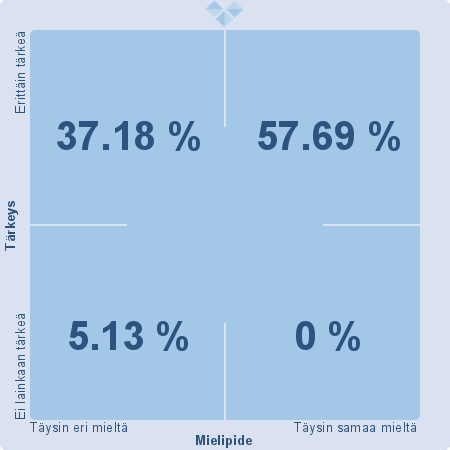 Erittäin tärkeä
37.18 %
57.69 %
Tärkeys
Ei lainkaan tärkeä
5.13 %
0 %
Täysin eri mieltä
Täysin samaa mieltä
Mielipide